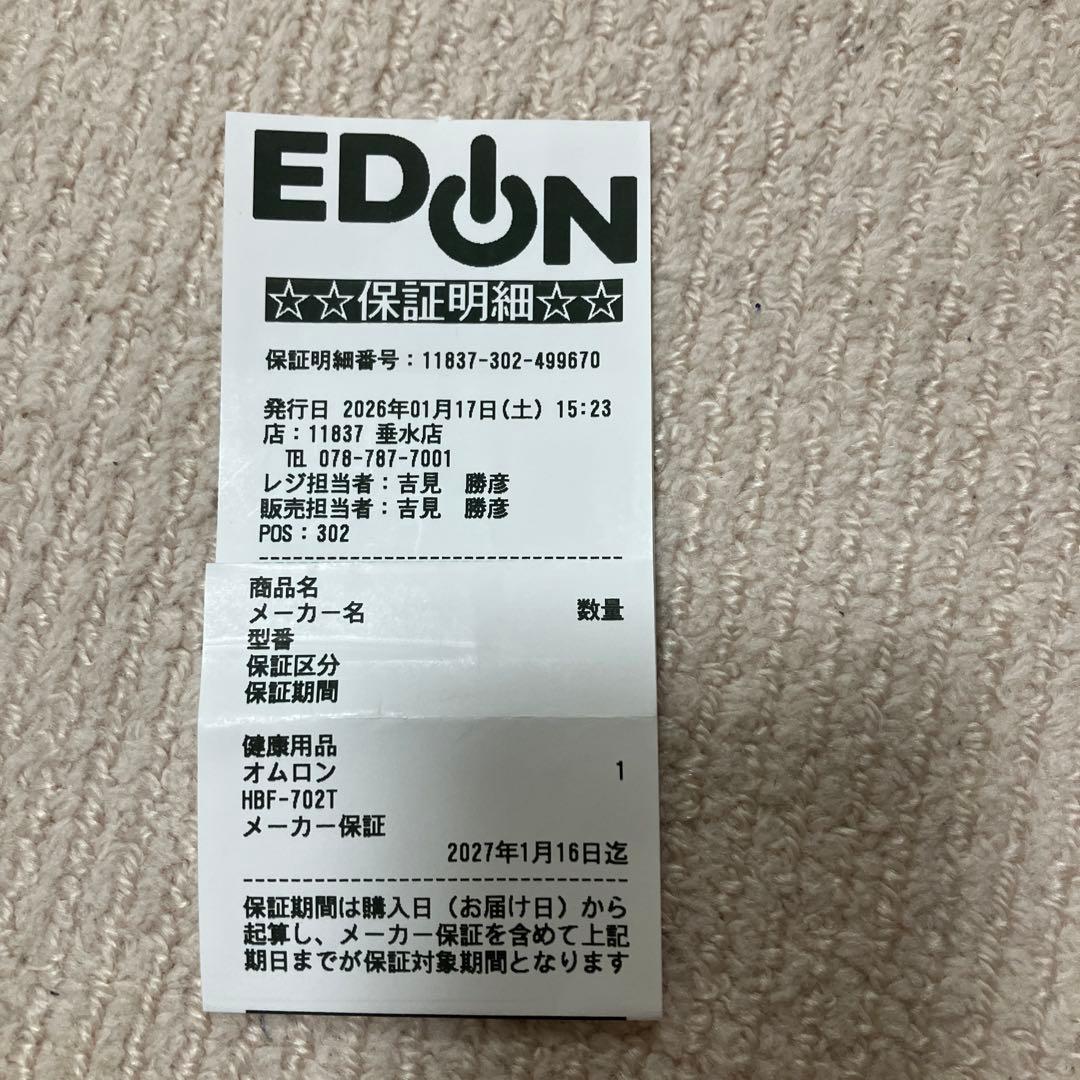 EDION
☆☆保証明細☆☆
保証明細番号：11837-302-499670
発行日 2026年01月17日(土) 15:23
店：11837 垂水店
℡ 078-787-7001
レジ担当者：吉見　勝彦
販売担当者：吉見　勝彦
POS：302
商品名
メーカー名 数量
型番
保証区分
保証期間
健康用品
オムロン 1
HBF-702T
メーカー保証
2027年1月16日迄
保証期間は購入日（お届け日）から
起算し、メーカー保証を含めて上記
期日までが保証対象期間となります